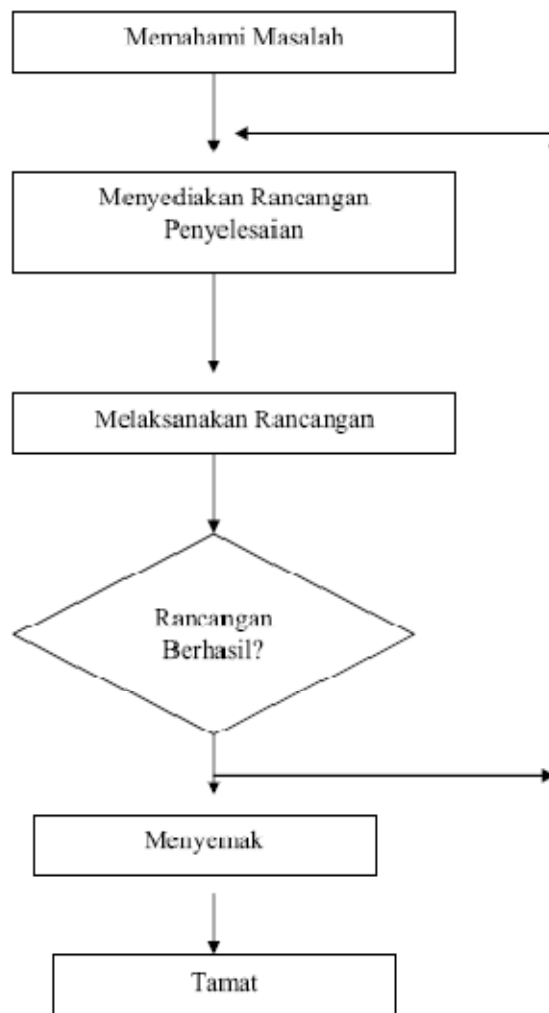 Memahami Masalah
Menyediakan Rancangan
Penyelesaian
Melaksanakan Rancangan
Rancangan
Berhasil?
Menyemak
Tamat